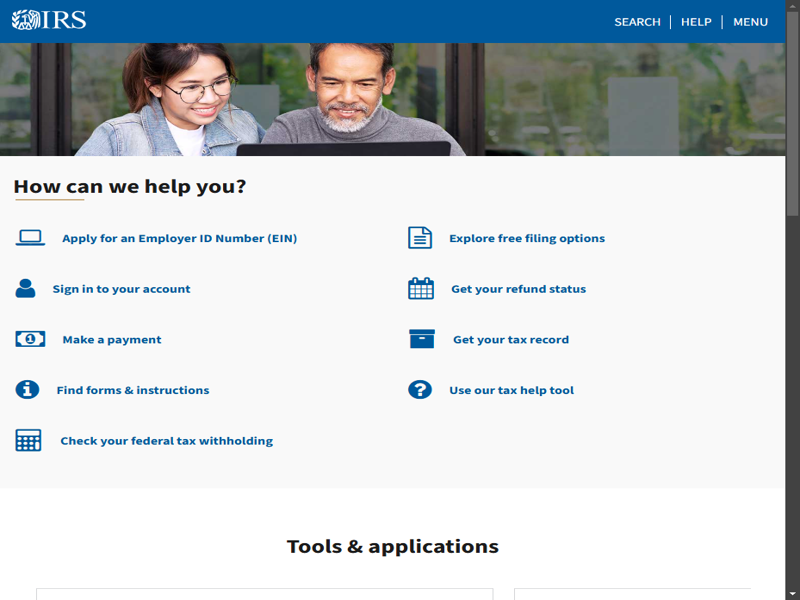 IRS
SEARCH
HELP
MENU
How can we help you?
Apply for an Employer ID Number (EIN)
Explore free filing options
Sign in to your account
Get your refund status
Make a payment
Get your tax record
Find forms & instructions
Use our tax help tool
Check your federal tax withholding
Tools & applications